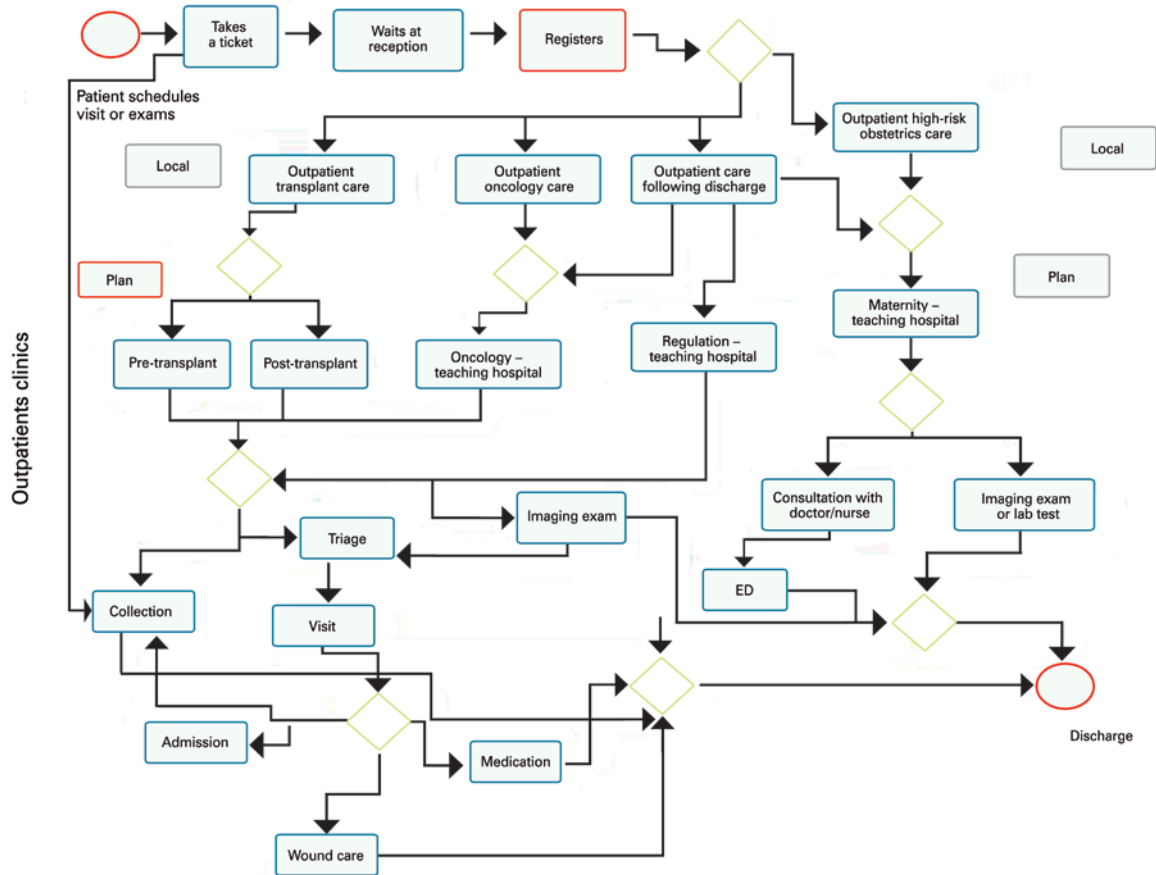 Takes
a ticket
Waits at
reception
Registers
Patient schedules
visit or exams
Outpatient high-risk
obstetrics care
Local
Local
Outpatient
transplant care
Outpatient
oncology care
Outpatient care
following discharge
Plan
Plan
Maternity –
teaching hospital
Pre-transplant
Post-transplant
Oncology –
teaching hospital
Regulation –
teaching hospital
Outpatients clinics
Consultation with
doctor/nurse
Imaging exam
or lab test
Imaging exam
Triage
ED
Collection
Visit
Admission
Medication
Discharge
Wound care